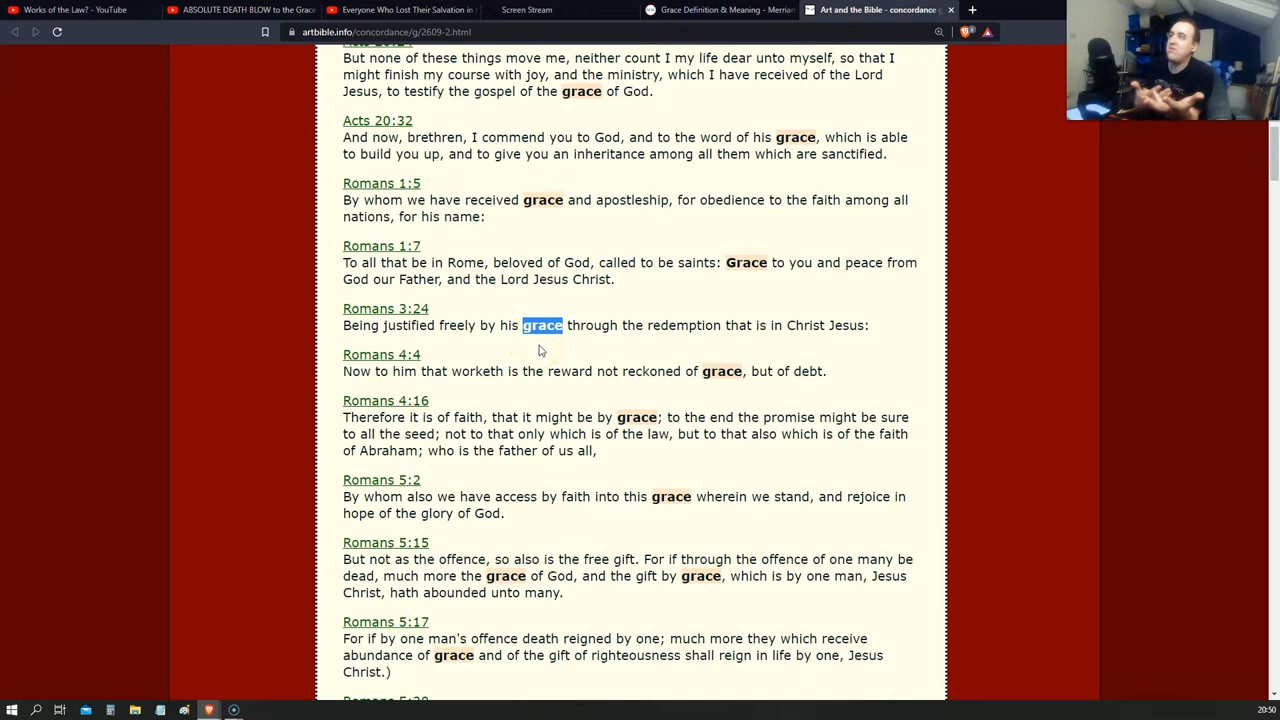 Works of the Law? - YouTube
ABSOLUTE DEATH BLOW to the Grace
Everyone Who Lost Their Salvation in
Screen Stream
Grace Definition & Meaning - Merriam
Art and the Bible - concordance g
artbible.info/concordance/g/2609-2.html
But none of these things move me, neither count I my life dear unto myself, so that I
might finish my course with joy, and the ministry, which I have received of the Lord
Jesus, to testify the gospel of the grace of God.
Acts 20:32
And now, brethren, I commend you to God, and to the word of his grace, which is able
to build you up, and to give you an inheritance among all them which are sanctified.
Romans 1:5
By whom we have received grace and apostleship, for obedience to the faith among all
nations, for his name:
Romans 1:7
To all that be in Rome, beloved of God, called to be saints: Grace to you and peace from
God our Father, and the Lord Jesus Christ.
Romans 3:24
Being justified freely by his grace through the redemption that is in Christ Jesus:
Romans 4:4
Now to him that worketh is the reward not reckoned of grace, but of debt.
Romans 4:16
Therefore it is of faith, that it might be by grace; to the end the promise might be sure
to all the seed; not to that only which is of the law, but to that also which is of the faith
of Abraham; who is the father of us all,
Romans 5:2
By whom also we have access by faith into this grace wherein we stand, and rejoice in
hope of the glory of God.
Romans 5:15
But not as the offence, so also is the free gift. For if through the offence of one many be
dead, much more the grace of God, and the gift by grace, which is by one man, Jesus
Christ, hath abounded unto many.
Romans 5:17
For if by one man's offence death reigned by one; much more they which receive
abundance of grace and of the gift of righteousness shall reign in life by one, Jesus
Christ.)
20:50